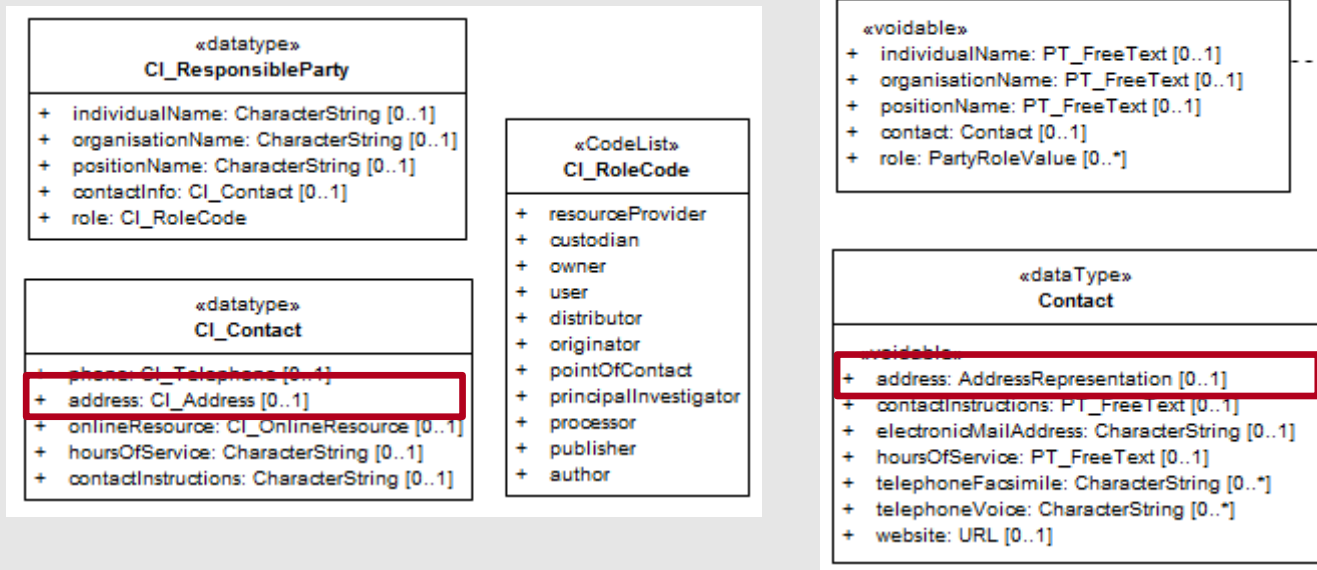 «datatype»
CI_ResponsibleParty
+ individualName: CharacterString [0..1]
+ organisationName: CharacterString [0..1]
+ positionName: CharacterString [0..1]
+ contactInfo: CI_Contact [0..1]
+ role: CI_RoleCode
«datatype»
CI_Contact
+ phone: CI_Telephone [0..1]
+ address: CI_Address [0..1]
+ onlineResource: CI_OnlineResource [0..1]
+ hoursOfService: CharacterString [0..1]
+ contactInstructions: CharacterString [0..1]
«CodeList»
CI_RoleCode
+ resourceProvider
+ custodian
+ owner
+ user
+ distributor
+ originator
+ pointOfContact
+ principalInvestigator
+ processor
+ publisher
+ author
«voidable»
+ individualName: PT_FreeText [0..1]
+ organisationName: PT_FreeText [0..1]
+ positionName: PT_FreeText [0..1]
+ contact: Contact [0..1]
+ role: PartyRoleValue [0..*]
«dataType»
Contact
«voidable»
+ address: AddressRepresentation [0..1]
+ contactInstructions: PT_FreeText [0..1]
+ electronicMailAddress: CharacterString [0..1]
+ hoursOfService: PT_FreeText [0..1]
+ telephoneFacsimile: CharacterString [0..*]
+ telephoneVoice: CharacterString [0..*]
+ website: URL [0..1]